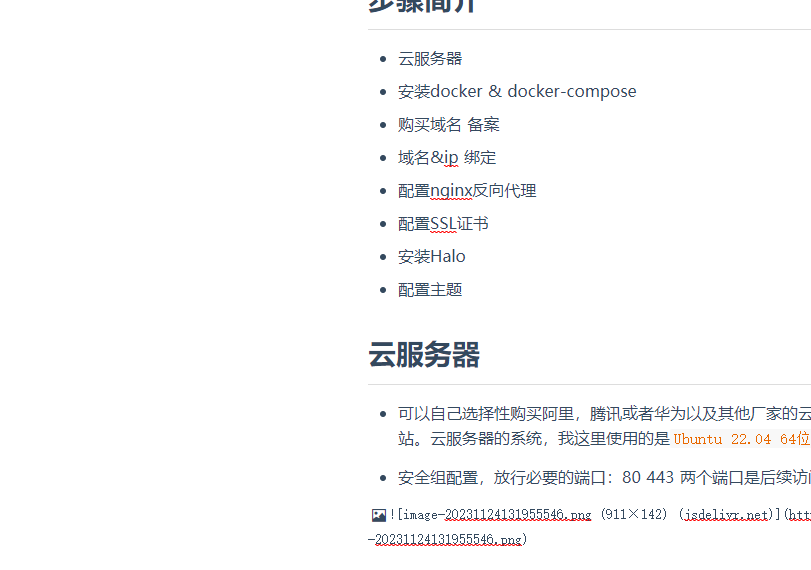 步骤简介
云服务器
安装docker & docker-compose
购买域名 备案
域名&ip 绑定
配置nginx反向代理
配置SSL证书
安装Halo
配置主题
云服务器
可以自己选择性购买阿里，腾讯或者华为以及其他厂家的云
站。云服务器的系统，我这里使用的是 Ubuntu 22.04 64位
安全组配置，放行必要的端口：80 443 两个端口是后续访
![image-20231124131955546.png (911×142) (jsdelivr.net)](
-20231124131955546.png)